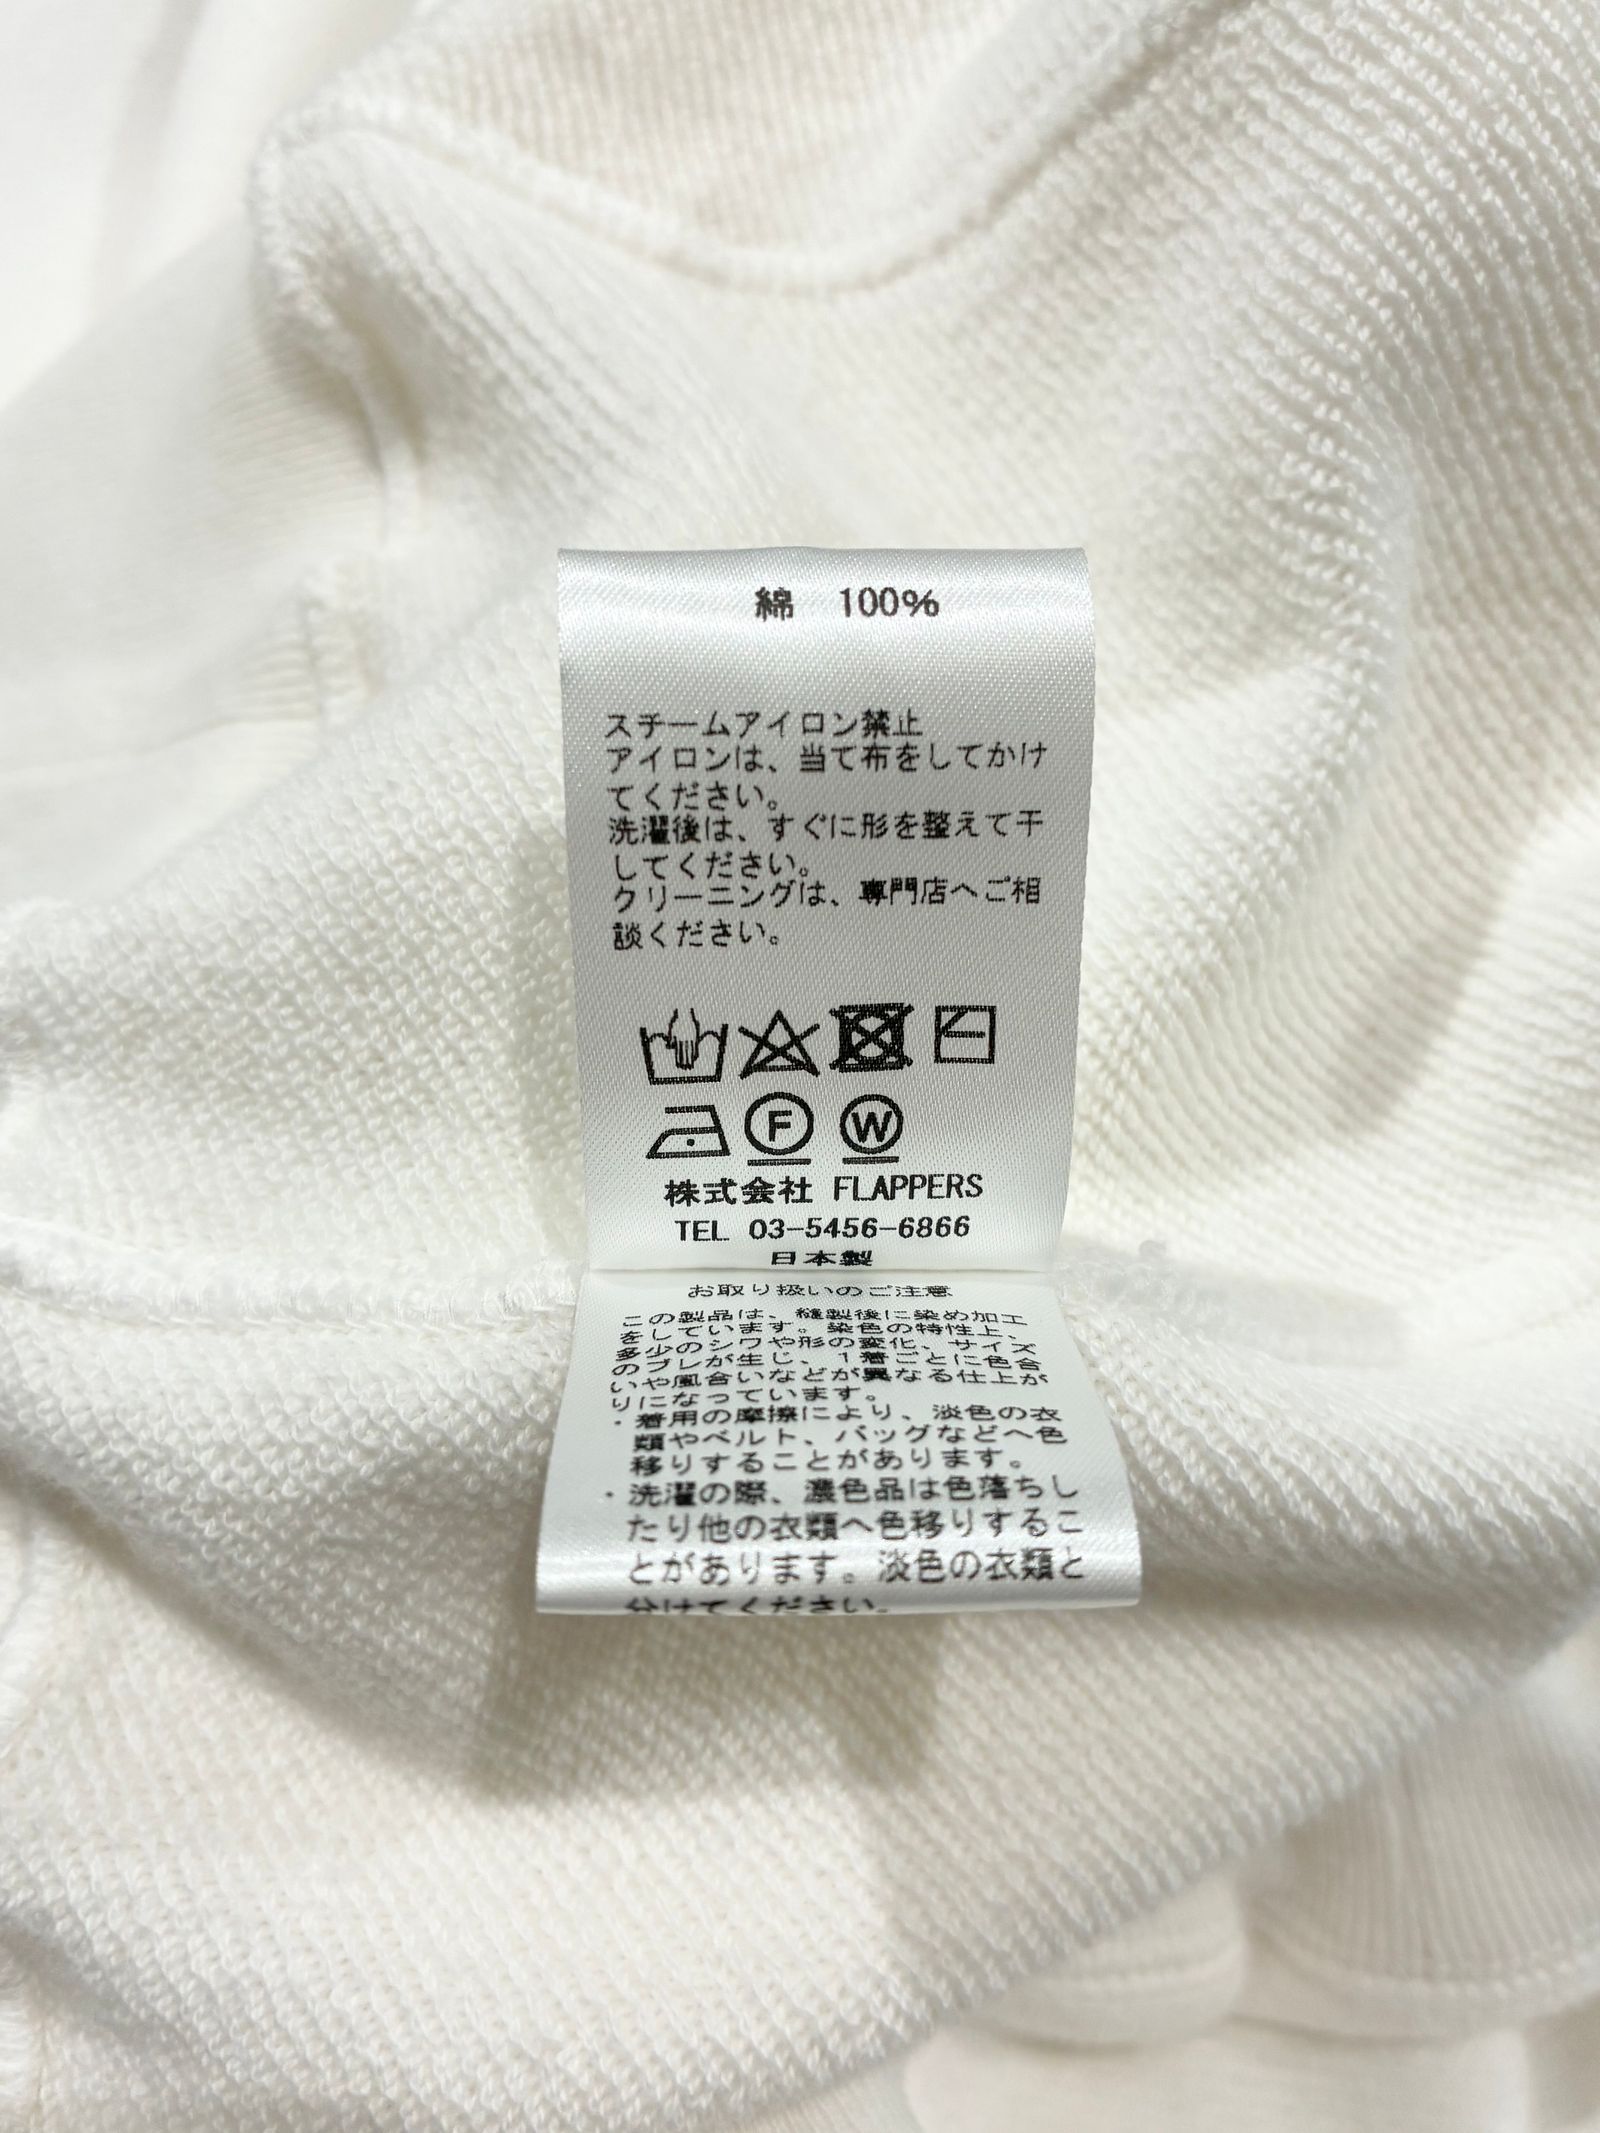 綿　100%
スチームアイロン禁止
アイロンは、当て布をしてかけ
てください。
洗濯後は、すぐに形を整えて干
してください。
クリーニングは、専門店へご相
談ください。
F W
株式会社 FLAPPERS
TEL 03-5456-6866
日本製
お取り扱いのご注意
この製品は、縫製後に染め加工
をしています。染色の特性上、
多少のシワや形の変化、サイズ
のブレが生じ、1着ごとに色合
いや風合いなどが異なる仕上が
りになっています。
・着用の摩擦により、淡色の衣
類やベルト、バッグなどへ色
移りすることがあります。
・洗濯の際、濃色品は色落ちし
たり他の衣類へ色移りするこ
とがあります。淡色の衣類と
分けてください。